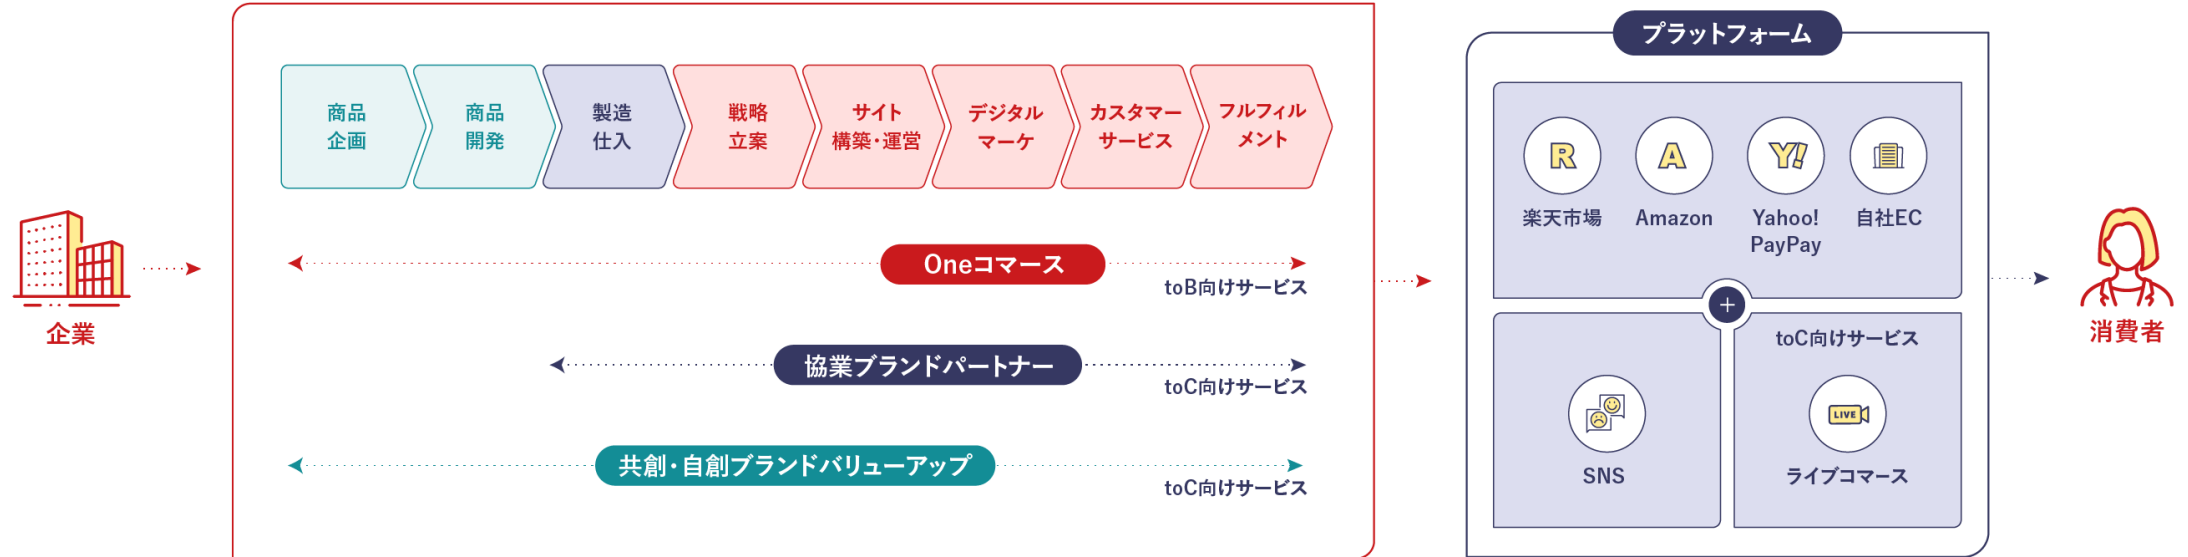 企業
商品
企画
商品
開発
製造
仕入
戦略
立案
サイト
構築・運営
デジタル
マーケ
カスタマー
サービス
フルフィル
メント
Oneコマース
toB向けサービス
協業ブランドパートナー
toC向けサービス
共創・自創ブランドバリューアップ
toC向けサービス
プラットフォーム
R
A
Y!
楽天市場
Amazon
Yahoo!
PayPay
自社EC
+
toC向けサービス
LIVE
SNS
ライブコマース
消費者